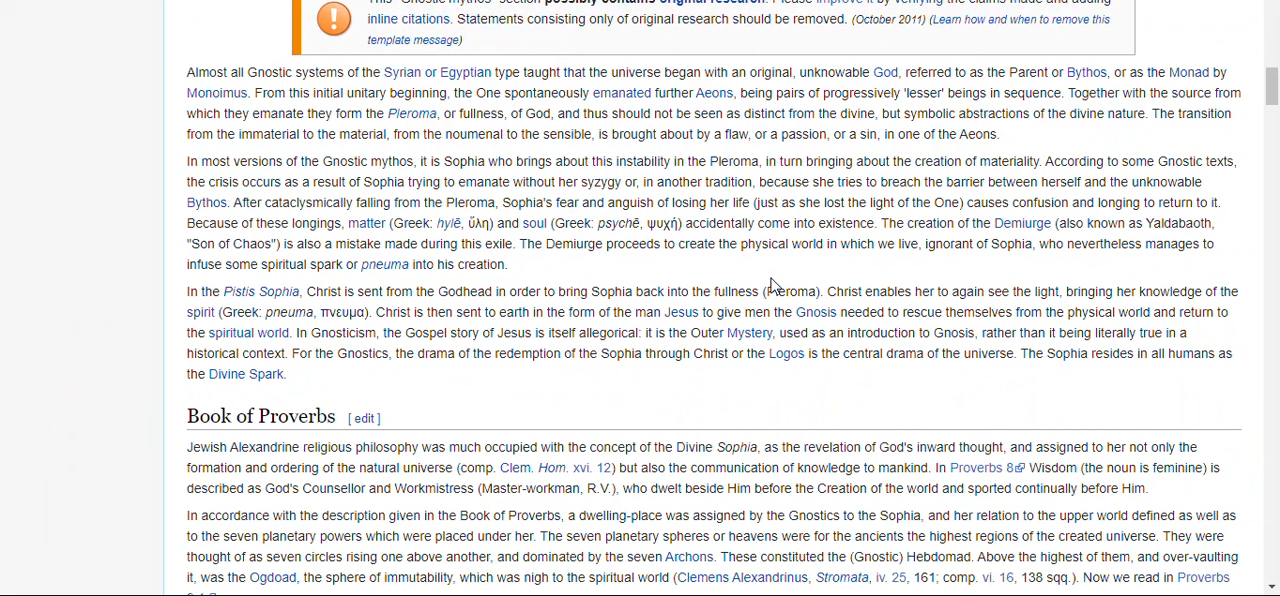 This "Gnostic mythos" section possibly contains original research. Please improve it by verifying the claims made and adding
inline citations. Statements consisting only of original research should be removed. (October 2011) (Learn how and when to remove this
template message)
Almost all Gnostic systems of the Syrian or Egyptian type taught that the universe began with an original, unknowable God, referred to as the Parent or Bythos, or as the Monad by
Monoimus. From this initial unitary beginning, the One spontaneously emanated further Aeons, being pairs of progressively 'lesser' beings in sequence. Together with the source from
which they emanate they form the Pleroma, or fullness, of God, and thus should not be seen as distinct from the divine, but symbolic abstractions of the divine nature. The transition
from the immaterial to the material, from the noumenal to the sensible, is brought about by a flaw, or a passion, or a sin, in one of the Aeons.
In most versions of the Gnostic mythos, it is Sophia who brings about this instability in the Pleroma, in turn bringing about the creation of materiality. According to some Gnostic texts,
the crisis occurs as a result of Sophia trying to emanate without her syzygy or, in another tradition, because she tries to breach the barrier between herself and the unknowable
Bythos. After cataclysmically falling from the Pleroma, Sophia's fear and anguish of losing her life (just as she lost the light of the One) causes confusion and longing to return to it.
Because of these longings, matter (Greek: hylē, ὕλη) and soul (Greek: psychē, ψυχή) accidentally come into existence. The creation of the Demiurge (also known as Yaldabaoth,
"Son of Chaos") is also a mistake made during this exile. The Demiurge proceeds to create the physical world in which we live, ignorant of Sophia, who nevertheless manages to
infuse some spiritual spark or pneuma into his creation.
In the Pistis Sophia, Christ is sent from the Godhead in order to bring Sophia back into the fullness (Pleroma). Christ enables her to again see the light, bringing her knowledge of the
spirit (Greek: pneuma, πνευμα). Christ is then sent to earth in the form of the man Jesus to give men the Gnosis needed to rescue themselves from the physical world and return to
the spiritual world. In Gnosticism, the Gospel story of Jesus is itself allegorical: it is the Outer Mystery, used as an introduction to Gnosis, rather than it being literally true in a
historical context. For the Gnostics, the drama of the redemption of the Sophia through Christ or the Logos is the central drama of the universe. The Sophia resides in all humans as
the Divine Spark.
Book of Proverbs [ edit ]
Jewish Alexandrine religious philosophy was much occupied with the concept of the Divine Sophia, as the revelation of God's inward thought, and assigned to her not only the
formation and ordering of the natural universe (comp. Clem. Hom. xvi. 12) but also the communication of knowledge to mankind. In Proverbs 8 Wisdom (the noun is feminine) is
described as God's Counsellor and Workmistress (Master-workman, R.V.), who dwelt beside Him before the Creation of the world and sported continually before Him.
In accordance with the description given in the Book of Proverbs, a dwelling-place was assigned by the Gnostics to the Sophia, and her relation to the upper world defined as well as
to the seven planetary powers which were placed under her. The seven planetary spheres or heavens were for the ancients the highest regions of the created universe. They were
thought of as seven circles rising one above another, and dominated by the seven Archons. These constituted the (Gnostic) Hebdomad. Above the highest of them, and over-vaulting
it, was the Ogdoad, the sphere of immutability, which was nigh to the spiritual world (Clemens Alexandrinus, Stromata, iv. 25, 161; comp. vi. 16, 138 sqq.). Now we read in Proverbs